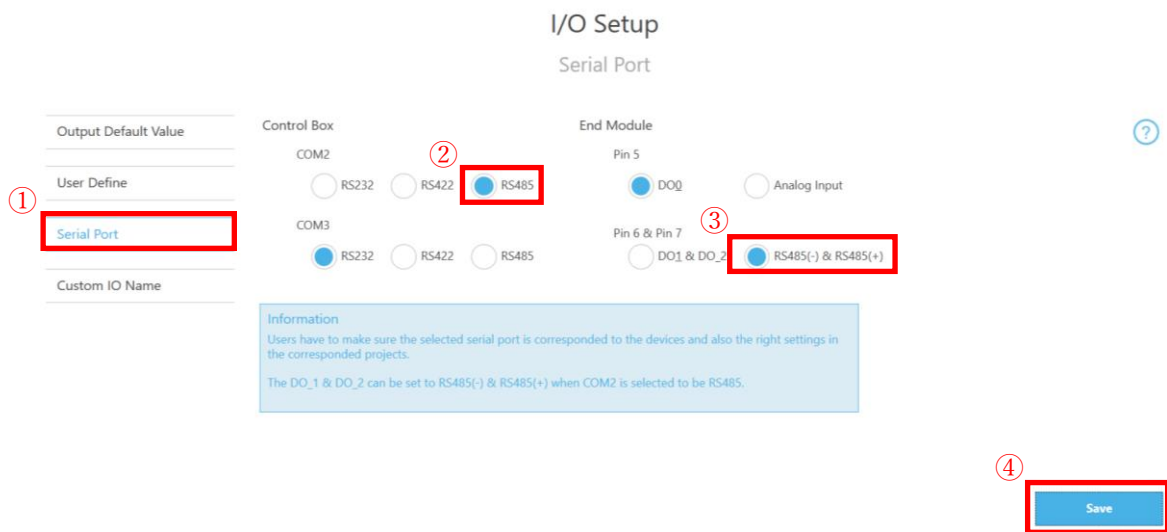 I/O Setup
Serial Port
Output Default Value
User Define
①
Serial Port
Custom IO Name
Control Box
COM2
②
RS232 RS422 RS485
COM3
RS232 RS422 RS485
End Module
Pin 5
DO0 Analog Input
③
Pin 6 & Pin 7
DO1 & DO_2 RS485(-) & RS485(+)
?
Information
Users have to make sure the selected serial port is corresponded to the devices and also the right settings in
the corresponded projects.
The DO_1 & DO_2 can be set to RS485(-) & RS485(+) when COM2 is selected to be RS485.
④
Save